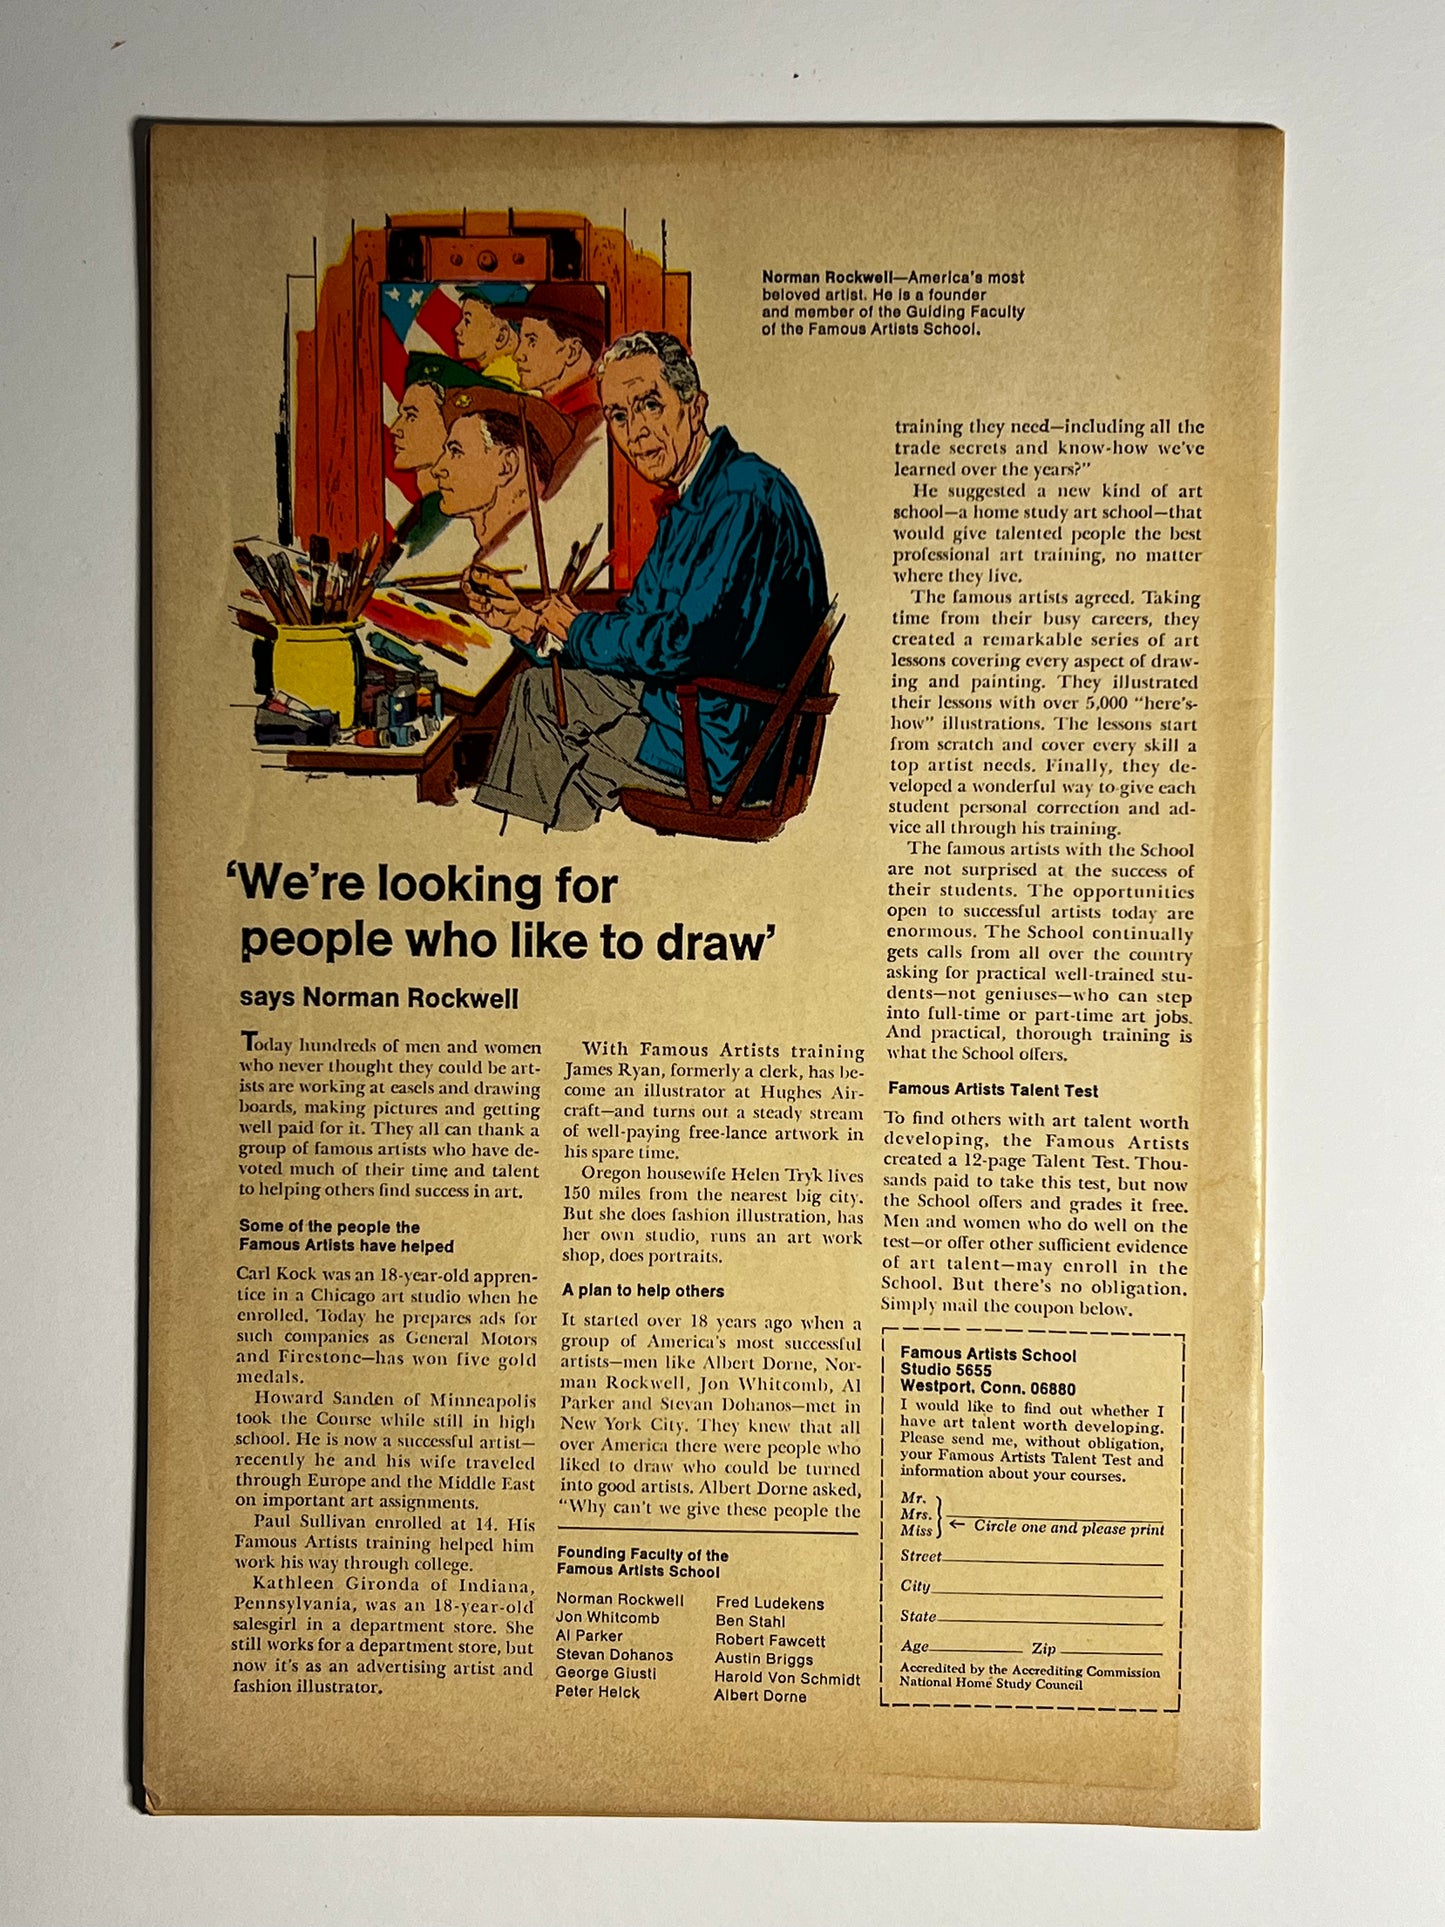 Norman Rockwell—America's most
beloved artist. He is a founder
and member of the Guiding Faculty
of the Famous Artists School.
‘We’re looking for
people who like to draw’
says Norman Rockwell
Today hundreds of men and women
who never thought they could be art-
ists are working at easels and drawing
boards, making pictures and getting
well paid for it. They all can thank a
group of famous artists who have de-
voted much of their time and talent
to helping others find success in art.
Some of the people the
Famous Artists have helped
Carl Kock was an 18-year-old appren-
tice in a Chicago art studio when he
enrolled. Today he prepares ads for
such companies as General Motors
and Firestone—has won five gold
medals.
Howard Sanden of Minneapolis
took the Course while still in high
school. He is now a successful artist—
recently he and his wife traveled
through Europe and the Middle East
on important art assignments.
Paul Sullivan enrolled at 14. His
Famous Artists training helped him
work his way through college.
Kathleen Gironda of Indiana,
Pennsylvania, was an 18-year-old
salesgirl in a department store. She
still works for a department store, but
now it's as an advertising artist and
fashion illustrator.
With Famous Artists training
James Ryan, formerly a clerk, has be-
come an illustrator at Hughes Air-
craft—and turns out a steady stream
of well-paying free-lance artwork in
his spare time.
Oregon housewife Helen Tryk lives
150 miles from the nearest big city.
But she does fashion illustration, has
her own studio, runs an art work
shop, does portraits.
A plan to help others
It started over 18 years ago when a
group of America's most successful
artists—men like Albert Dorne, Nor-
man Rockwell, Jon Whitcomb, Al
Parker and Stevan Dohanos—met in
New York City. They knew that all
over America there were people who
liked to draw who could be turned
into good artists. Albert Dorne asked,
“Why can't we give these people the
Founding Faculty of the
Famous Artists School
Norman Rockwell
Jon Whitcomb
Al Parker
Stevan Dohanos
George Giusti
Peter Helck
Fred Ludekens
Ben Stahl
Robert Fawcett
Austin Briggs
Harold Von Schmidt
Albert Dorne
training they need—including all the
trade secrets and know-how we've
learned over the years?”
He suggested a new kind of art
school—a home study art school—that
would give talented people the best
professional art training, no matter
where they live.
The famous artists agreed. Taking
time from their busy careers, they
created a remarkable series of art
lessons covering every aspect of draw-
ing and painting. They illustrated
their lessons with over 5,000 “here's-
how” illustrations. The lessons start
from scratch and cover every skill a
top artist needs. Finally, they de-
veloped a wonderful way to give each
student personal correction and ad-
vice all through his training.
The famous artists with the School
are not surprised at the success of
their students. The opportunities
open to successful artists today are
enormous. The School continually
gets calls from all over the country
asking for practical well-trained stu-
dents—not geniuses—who can step
into full-time or part-time art jobs.
And practical, thorough training is
what the School offers.
Famous Artists Talent Test
To find others with art talent worth
developing, the Famous Artists
created a 12-page Talent Test. Thou-
sands paid to take this test, but now
the School offers and grades it free.
Men and women who do well on the
test—or offer other sufficient evidence
of art talent—may enroll in the
School. But there's no obligation.
Simply mail the coupon below.
Famous Artists School
Studio 5655
Westport, Conn. 06880
I would like to find out whether I
have art talent worth developing.
Please send me, without obligation,
your Famous Artists Talent Test and
information about your courses.
Mr.
Mrs.
Miss ← Circle one and please print
Street
City
State
Age Zip
Accredited by the Accrediting Commission
National Home Study Council